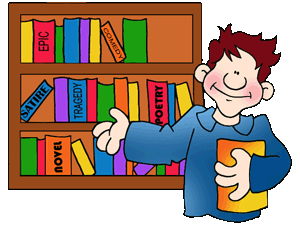 EPIC
COMEDY
SATIRE
TRAGEDY
POETRY
NOVEL